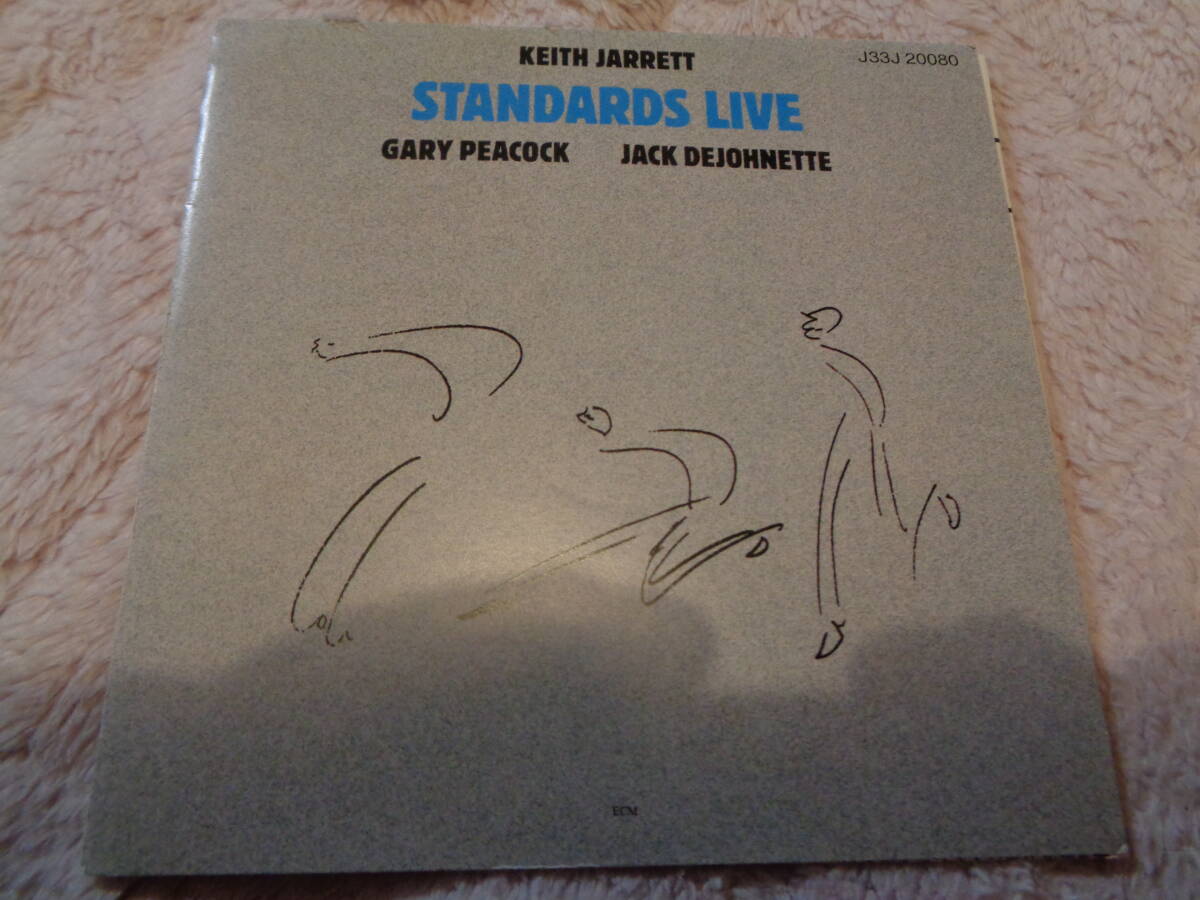 KEITH JARRETT
J33J 20080
STANDARDS LIVE
GARY PEACOCK JACK DEJOHNETTE
ECM